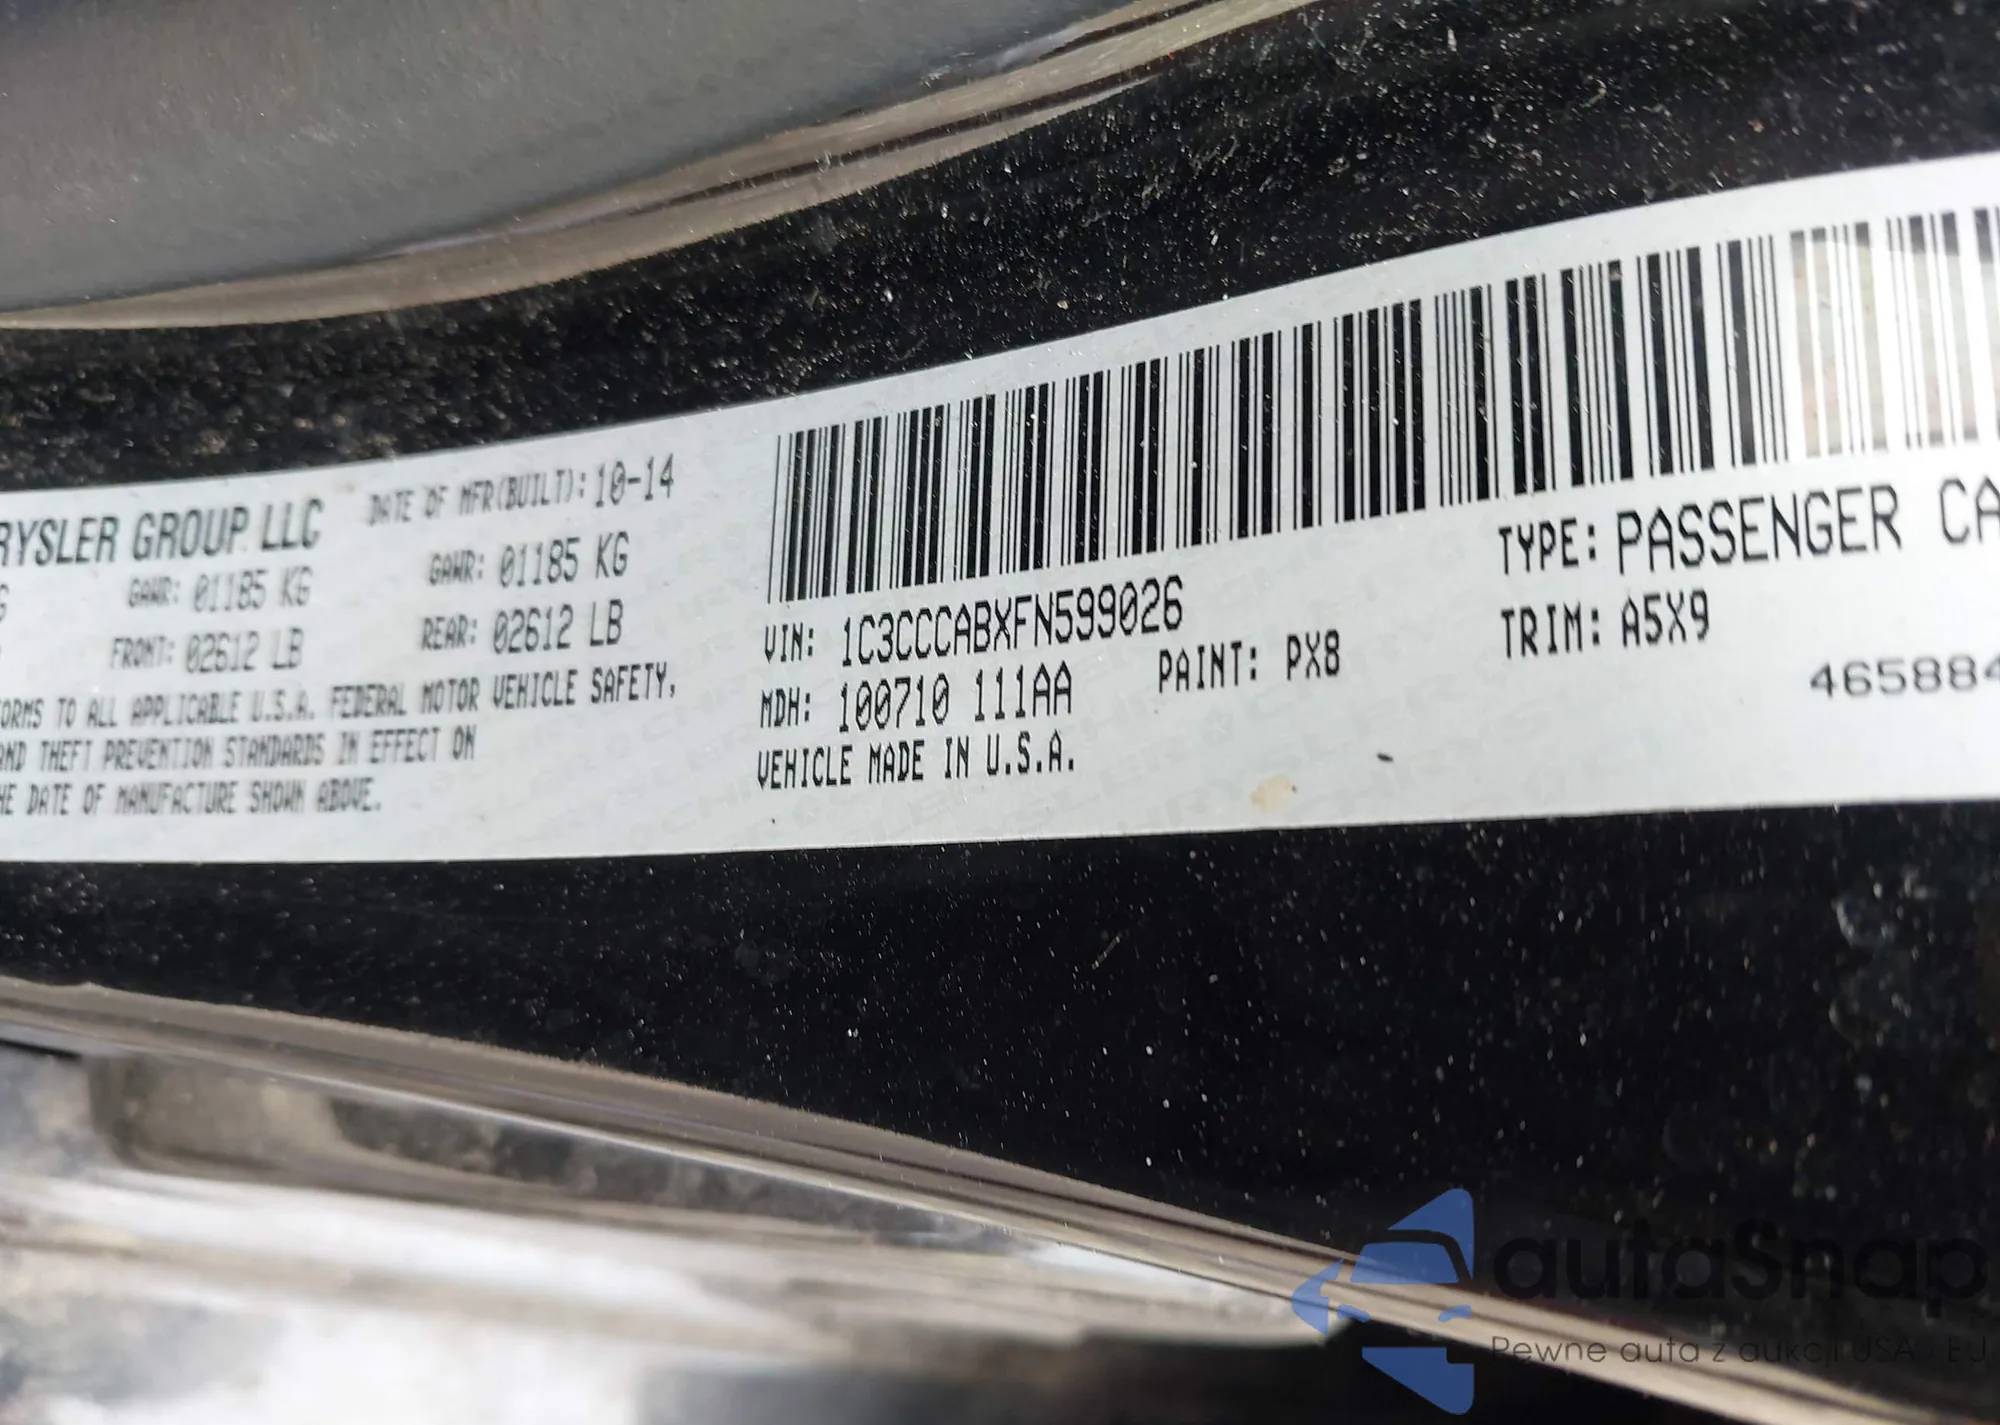 RYSLER GROUP LLC
DATE OF MFR(BUILT): 10-14
GAWR: 01185 KG
FRONT: 02612 LB
GAWR: 01185 KG
REAR: 02612 LB
ORMS TO ALL APPLICABLE U.S.A. FEDERAL MOTOR VEHICLE SAFETY,
AND THEFT PREVENTION STANDARDS IN EFFECT ON
HE DATE OF MANUFACTURE SHOWN ABOVE.
VIN: 1C3CCCABXFN599026
MDH: 100710 111AA
PAINT: PX8
VEHICLE MADE IN U.S.A.
TYPE: PASSENGER CA
TRIM: A5X9
465884
autaSnap
Pewne auta z aukcji USA EU